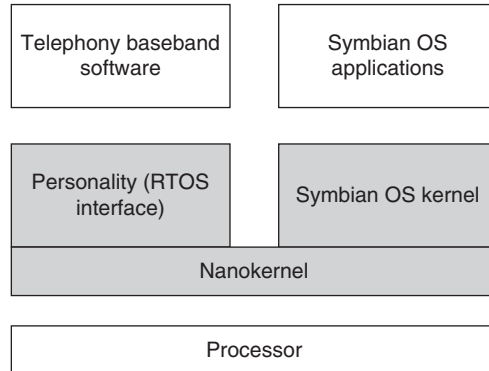 Telephony baseband
software
Symbian OS
applications
Personality (RTOS
interface)
Symbian OS kernel
Nanokernel
Processor